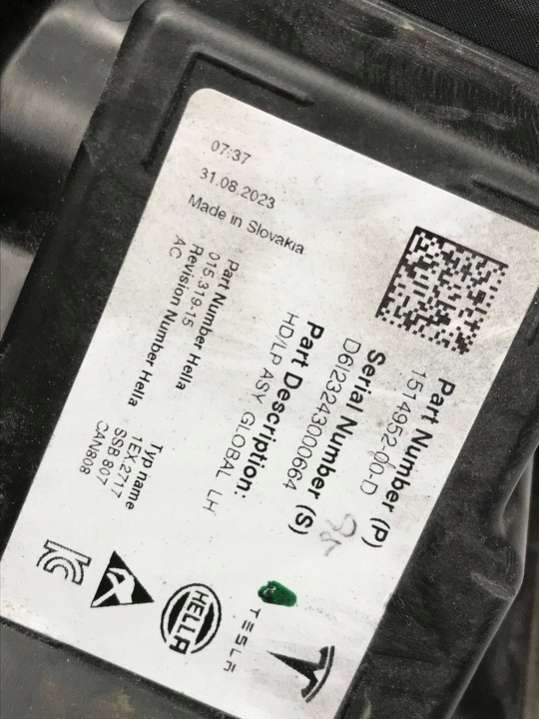 07:37
31.08.2023
Made in Slovakia
Part Number (P)
1514952-00-D
Serial Number (S)
D6I23243000664
Part Description:
HD/LP ASY GLOBAL LH
Part Number Hella
015.319-15
Revision Number Hella
AC
Typ name
1EX.2717
SSB 807
CAN808
TESLA
HELLA